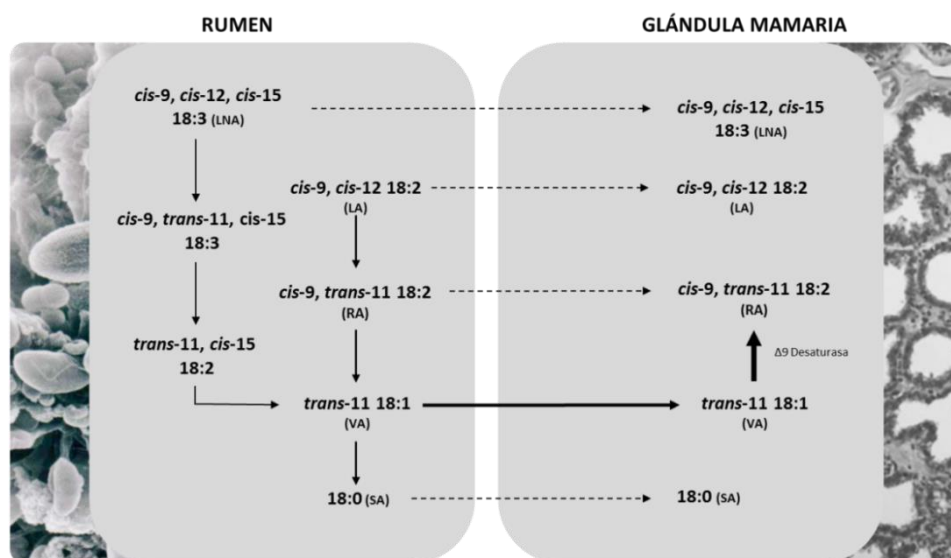 RUMEN
GLÁNDULA MAMARIA
cis-9, cis-12, cis-15
18:3 (LNA)
cis-9, trans-11, cis-15
18:3
trans-11, cis-15
18:2
cis-9, cis-12 18:2
(LA)
cis-9, trans-11 18:2
(RA)
trans-11 18:1
(VA)
18:0 (SA)
cis-9, cis-12, cis-15
18:3 (LNA)
cis-9, cis-12 18:2
(LA)
cis-9, trans-11 18:2
(RA)
Δ9 Desaturasa
trans-11 18:1
(VA)
18:0 (SA)